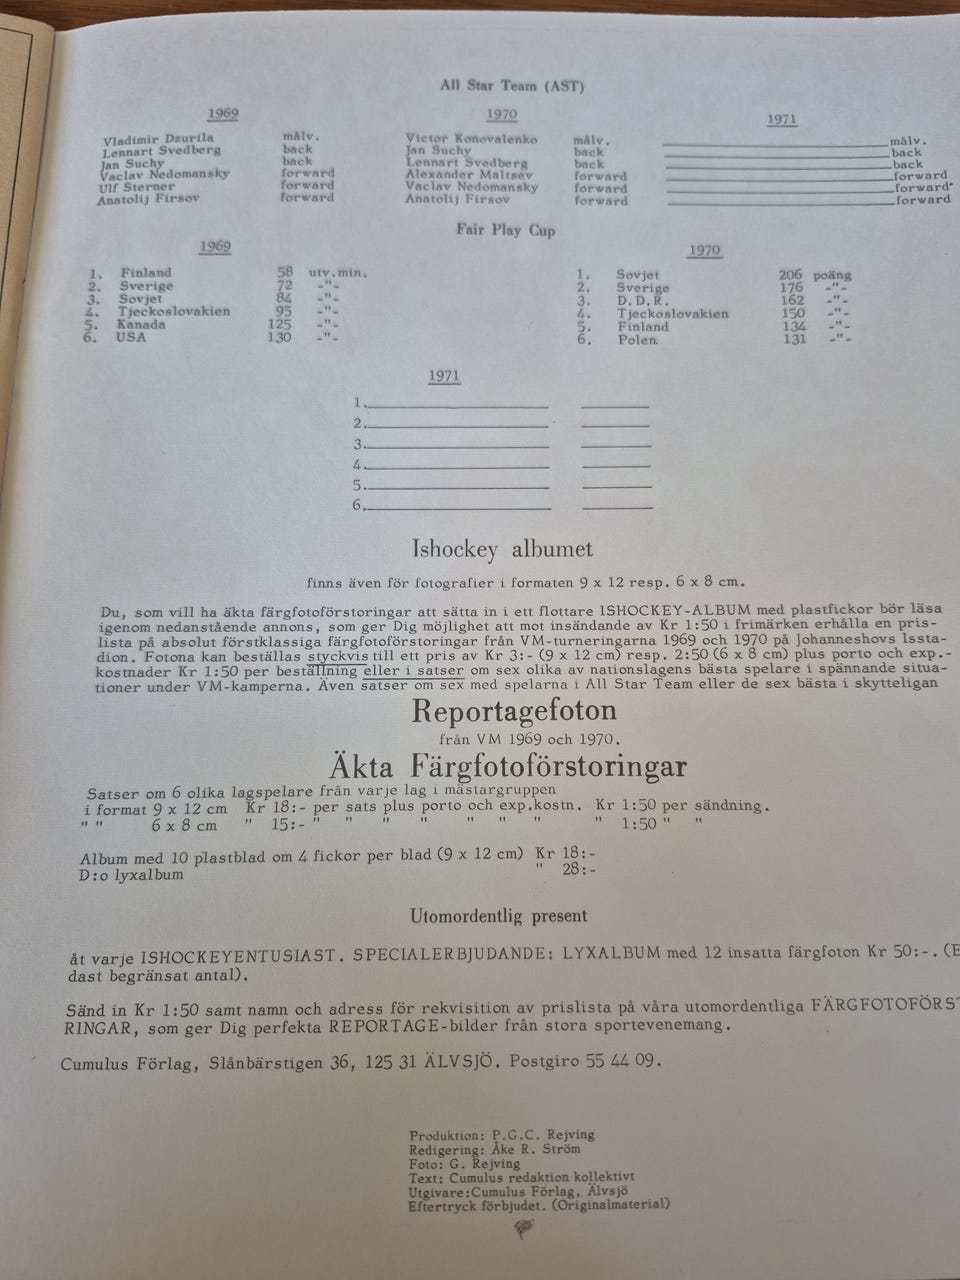 All Star Team (AST)
1969 1970 1971
Vladimir Dzurila målv. Victor Konovalenko målv. målv.
Lennart Svedberg back Jan Suchy back back
Jan Suchy back Lennart Svedberg back back
Vaclav Nedomansky forward Alexander Maltsev forward forward
Ulf Sterner forward Vaclav Nedomansky forward forward
Anatolij Firsov forward Anatolij Firsov forward forward
Fair Play Cup
1969 1970
1. Finland 58 utv.min. 1. Sovjet 206 poäng
2. Sverige 72 -"- 2. Sverige 176 -"-
3. Sovjet 84 -"- 3. D.D.R. 162 -"-
4. Tjeckoslovakien 95 -"- 4. Tjeckoslovakien 150 -"-
5. Kanada 125 -"- 5. Finland 134 -"-
6. USA 130 -"- 6. Polen 131 -"-
1971
1.
2.
3.
4.
5.
6.
Ishockey albumet
finns även för fotografier i formaten 9 x 12 resp. 6 x 8 cm.
Du, som vill ha äkta färgfotoförstoringar att sätta in i ett flottare ISHOCKEY-ALBUM med plastfickor bör läsa
igenom nedanstående annons, som ger Dig möjlighet att mot insändande av Kr 1:50 i frimärken erhålla en pris-
lista på absolut förstklassiga färgfotoförstoringar från VM-turneringarna 1969 och 1970 på Johanneshovs Issta-
dion. Fotona kan beställas styckvis till ett pris av Kr 3:- (9 x 12 cm) resp. 2:50 (6 x 8 cm) plus porto och exp.-
kostnader Kr 1:50 per beställning eller i satser om sex olika av nationslagens bästa spelare i spännande situa-
tioner under VM-kamperna. Även satser om sex med spelarna i All Star Team eller de sex bästa i skytteligan
Reportagefoton
från VM 1969 och 1970.
Äkta Färgfotoförstoringar
Satser om 6 olika lagspelare från varje lag i mästargruppen
i format 9 x 12 cm Kr 18:- per sats plus porto och exp.kostn. Kr 1:50 per sändning.
" " 6 x 8 cm " 15:- " " " " " " " " 1:50 " "
Album med 10 plastblad om 4 fickor per blad (9 x 12 cm) Kr 18:-
D:o lyxalbum " 28:-
Utomordentlig present
åt varje ISHOCKEYENTUSIAST. SPECIALERBJUDANDE: LYXALBUM med 12 insatta färgfoton Kr 50:-. (E
dast begränsat antal).
Sänd in Kr 1:50 samt namn och adress för rekvisition av prislista på våra utomordentliga FÄRGFOTOFÖRST
RINGAR, som ger Dig perfekta REPORTAGE-bilder från stora sportevenemang.
Cumulus Förlag, Slånbärstigen 36, 125 31 ÄLVSJÖ. Postgiro 55 44 09.
Produktion: P.G.C. Rejving
Redigering: Åke R. Ström
Foto: G. Rejving
Text: Cumulus redaktion kollektivt
Utgivare:Cumulus Förlag, Älvsjö
Eftertryck förbjudet. (Originalmaterial)